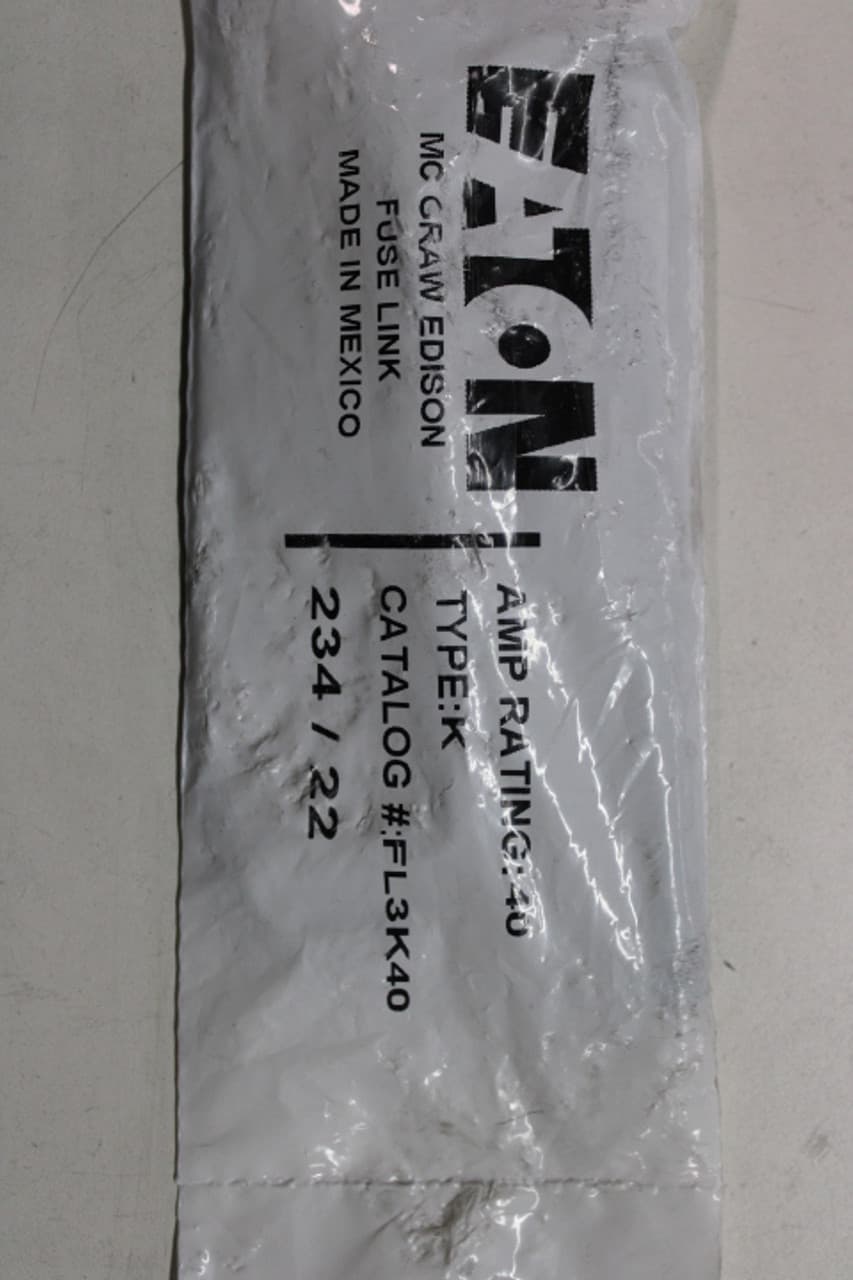 EATON
MC GRAW EDISON
FUSE LINK
MADE IN MEXICO
AMP RATING:40
TYPE:K
CATALOG #:FL3K40
234 / 22